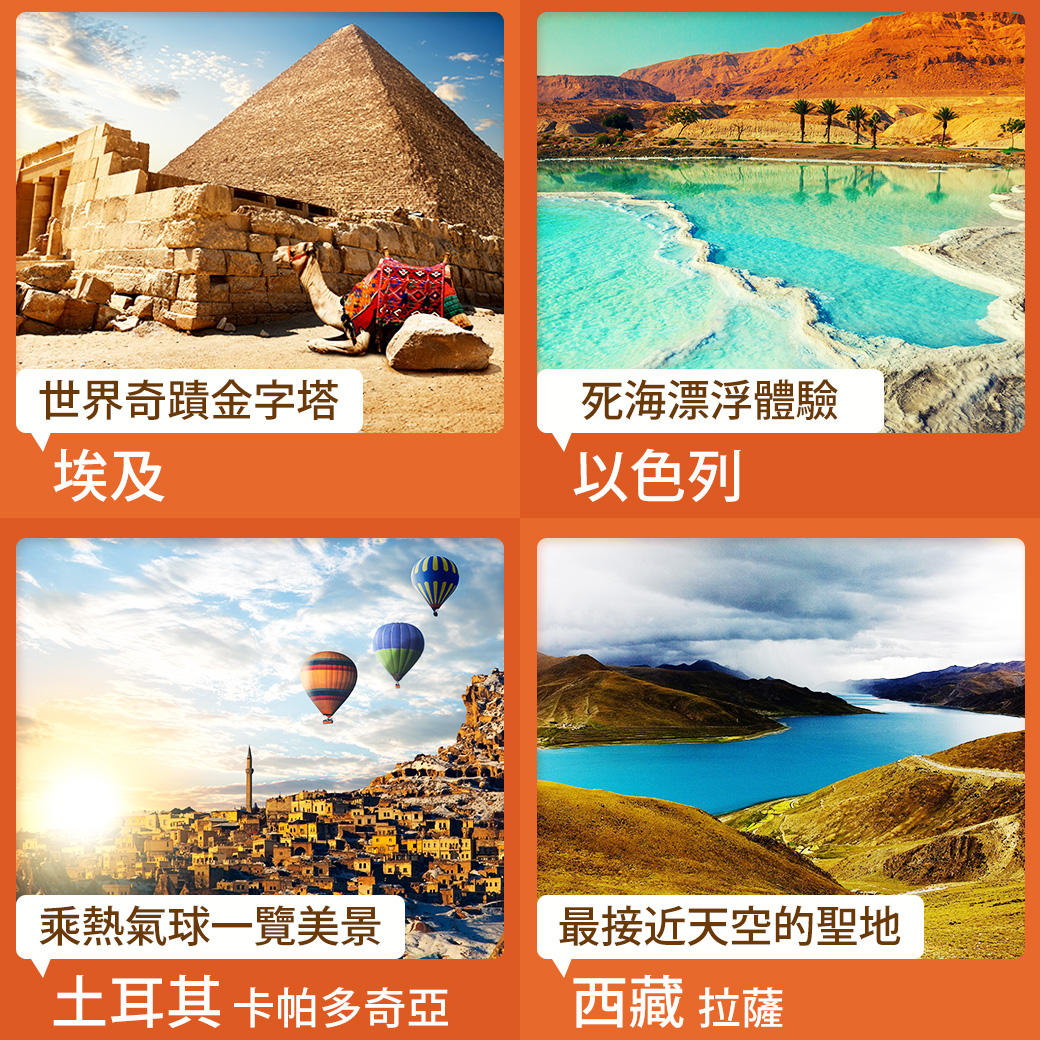 世界奇蹟金字塔
埃及
死海漂浮體驗
以色列
乘熱氣球一覽美景
土耳其 卡帕多奇亞
最接近天空的聖地
西藏 拉薩